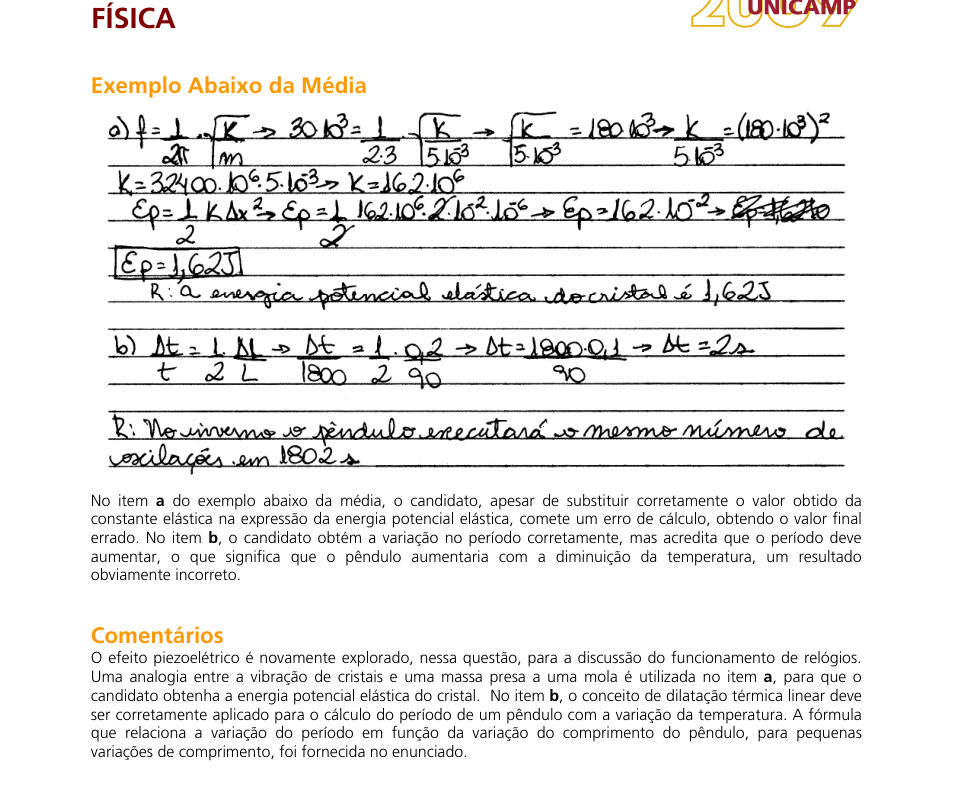 FÍSICA
UNICAMP
Exemplo Abaixo da Média
a) f = 1/2π · √(K/m) → 30·10³ = 1/2·3 · √(K/5·10⁻³) → √(K/5·10⁻³) = 180·10³ → K/5·10⁻³ = (180·10³)²
K = 32400·10⁶·5·10⁻³ → K = 162·10⁶
Ep = 1/2 K Δx² → Ep = 1/2 162·10⁶·2·10²·10⁻⁶ → Ep = 162·10⁻² →
Ep = 1,62J
R: A energia potencial elástica do cristal é 1,62J
b) Δt/t = 1/2 · ΔL/L → Δt/1800 = 1/2 · 0,2/90 → Δt = 1800·0,1/90 → Δt = 2s
R: No inverno o pêndulo executará o mesmo número de
oscilações em 1802 s
No item a do exemplo abaixo da média, o candidato, apesar de substituir corretamente o valor obtido da
constante elástica na expressão da energia potencial elástica, comete um erro de cálculo, obtendo o valor final
errado. No item b, o candidato obtém a variação no período corretamente, mas acredita que o período deve
aumentar, o que significa que o pêndulo aumentaria com a diminuição da temperatura, um resultado
obviamente incorreto.
Comentários
O efeito piezoelétrico é novamente explorado, nessa questão, para a discussão do funcionamento de relógios.
Uma analogia entre a vibração de cristais e uma massa presa a uma mola é utilizada no item a, para que o
candidato obtenha a energia potencial elástica do cristal. No item b, o conceito de dilatação térmica linear deve
ser corretamente aplicado para o cálculo do período de um pêndulo com a variação da temperatura. A fórmula
que relaciona a variação do período em função da variação do comprimento do pêndulo, para pequenas
variações de comprimento, foi fornecida no enunciado.